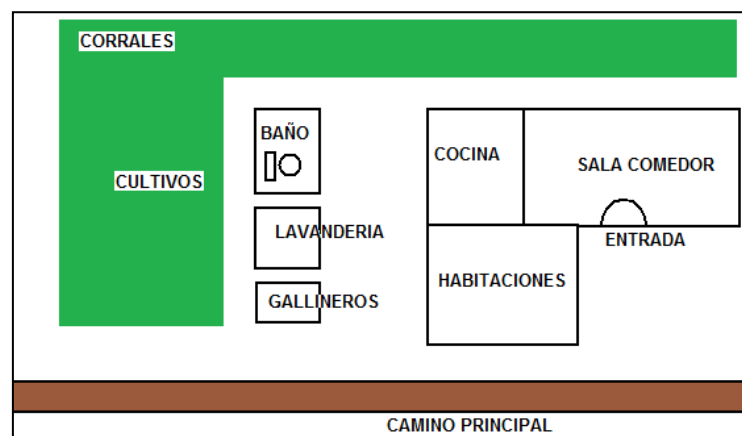 CORRALES
BAÑO
COCINA
SALA COMEDOR
CULTIVOS
LAVANDERIA
ENTRADA
HABITACIONES
GALLINEROS
CAMINO PRINCIPAL